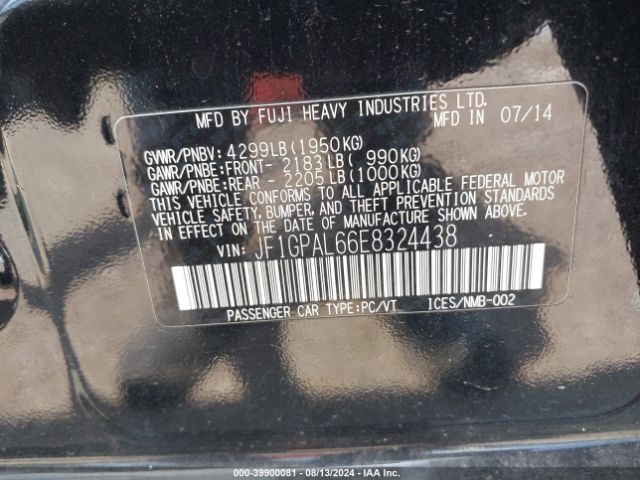 MFD BY FUJI HEAVY INDUSTRIES LTD.
MFD IN 07/14
GVWR/PNBV: 4299LB(1950KG)
GAWR/PNBE:FRONT- 2183LB( 990KG)
GAWR/PNBE:REAR - 2205LB(1000KG)
THIS VEHICLE CONFORMS TO ALL APPLICABLE FEDERAL MOTOR
VEHICLE SAFETY, BUMPER, AND THEFT PREVENTION STANDARDS
IN EFFECT ON THE DATE OF MANUFACTURE SHOWN ABOVE.
VIN: JF1GPAL66E8324438
PASSENGER CAR TYPE:PC/VT ICES/NMB-002
000-39900081 - 08/13/2024 - IAA Inc.